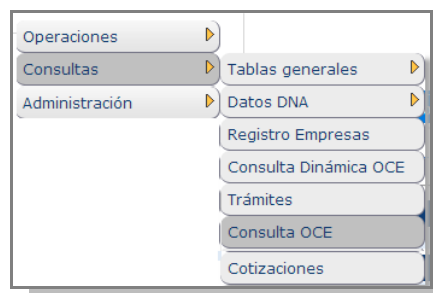 Operaciones
Consultas
Administración
Tablas generales
Datos DNA
Registro Empresas
Consulta Dinámica OCE
Trámites
Consulta OCE
Cotizaciones